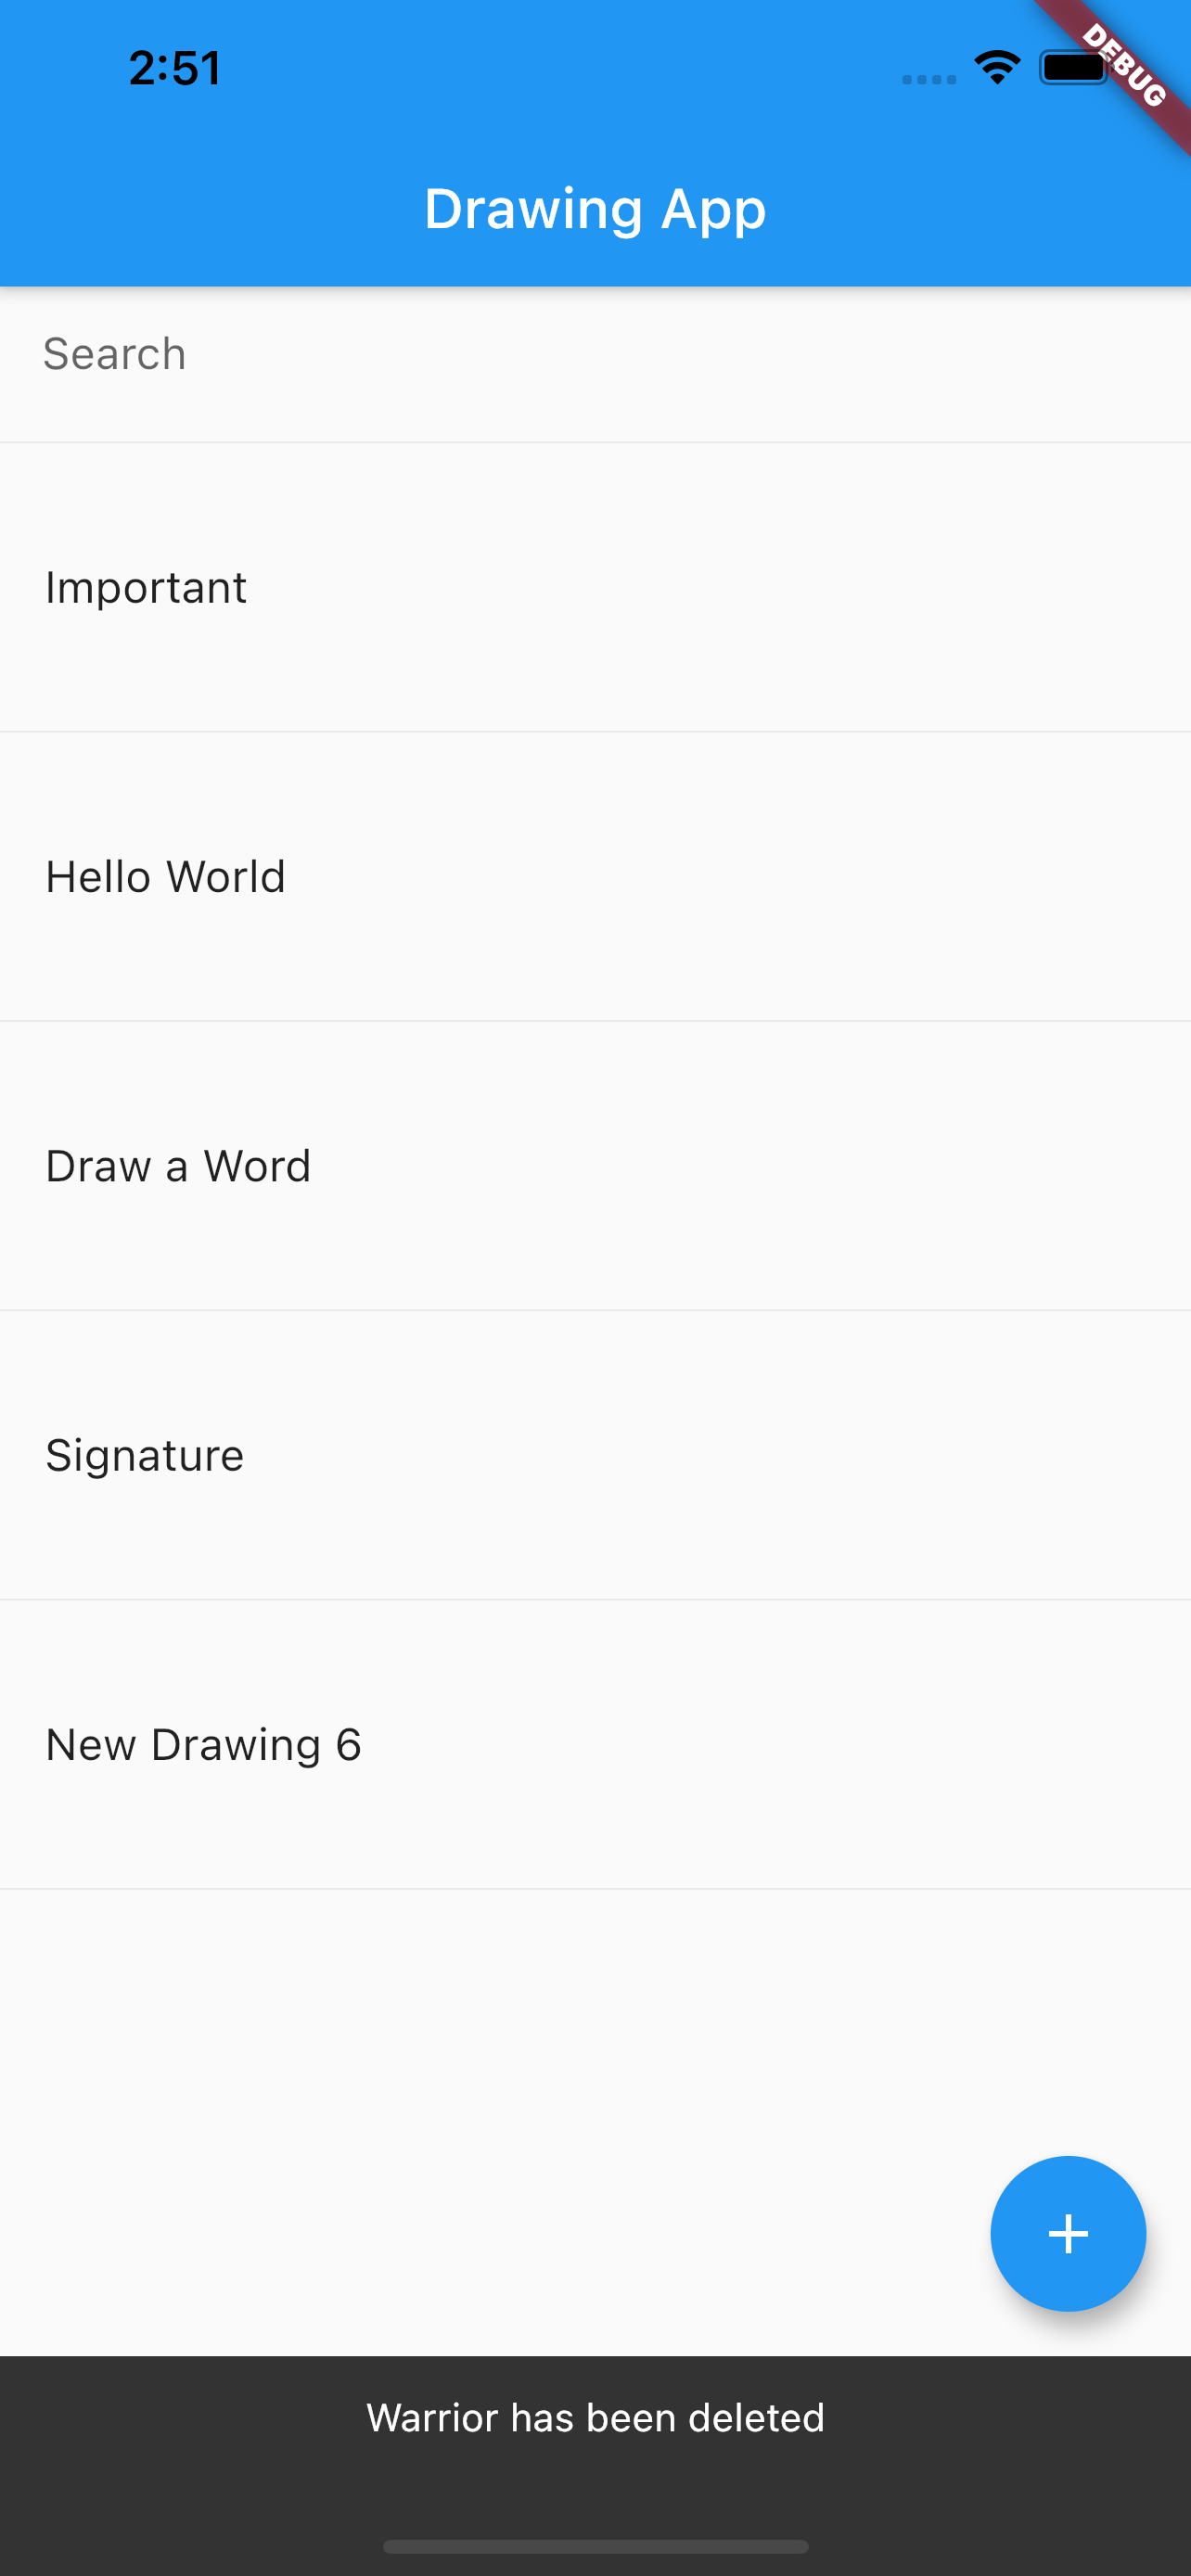 2:51
DEBUG
Drawing App
Search
Important
Hello World
Draw a Word
Signature
New Drawing 6
+
Warrior has been deleted